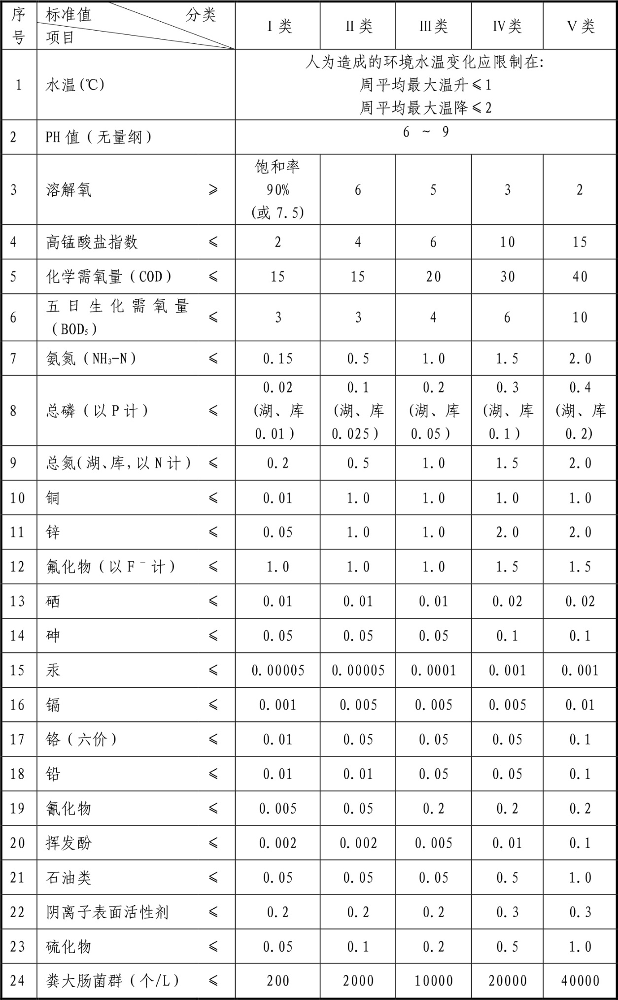 序号 标准值 分类 项目 Ⅰ类 Ⅱ类 Ⅲ类 Ⅳ类 Ⅴ类
1 水温(℃) 人为造成的环境水温变化应限制在:
周平均最大温升≤1
周平均最大温降≤2
2 PH值(无量纲) 6 ~ 9
3 溶解氧 ≥ 饱和率90%(或 7.5) 6 5 3 2
4 高锰酸盐指数 ≤ 2 4 6 10 15
5 化学需氧量(COD) ≤ 15 15 20 30 40
6 五日生化需氧量(BOD₅) ≤ 3 3 4 6 10
7 氨氮(NH₃-N) ≤ 0.15 0.5 1.0 1.5 2.0
8 总磷(以P计) ≤ 0.02(湖、库0.01) 0.1(湖、库0.025) 0.2(湖、库0.05) 0.3(湖、库0.1) 0.4(湖、库0.2)
9 总氮(湖、库,以N计) ≤ 0.2 0.5 1.0 1.5 2.0
10 铜 ≤ 0.01 1.0 1.0 1.0 1.0
11 锌 ≤ 0.05 1.0 1.0 2.0 2.0
12 氟化物(以F⁻计) ≤ 1.0 1.0 1.0 1.5 1.5
13 硒 ≤ 0.01 0.01 0.01 0.02 0.02
14 砷 ≤ 0.05 0.05 0.05 0.1 0.1
15 汞 ≤ 0.00005 0.00005 0.0001 0.001 0.001
16 镉 ≤ 0.001 0.005 0.005 0.005 0.01
17 铬(六价) ≤ 0.01 0.05 0.05 0.05 0.1
18 铅 ≤ 0.01 0.01 0.05 0.05 0.1
19 氰化物 ≤ 0.005 0.05 0.2 0.2 0.2
20 挥发酚 ≤ 0.002 0.002 0.005 0.01 0.1
21 石油类 ≤ 0.05 0.05 0.05 0.5 1.0
22 阴离子表面活性剂 ≤ 0.2 0.2 0.2 0.3 0.3
23 硫化物 ≤ 0.05 0.1 0.2 0.5 1.0
24 粪大肠菌群(个/L) ≤ 200 2000 10000 20000 40000